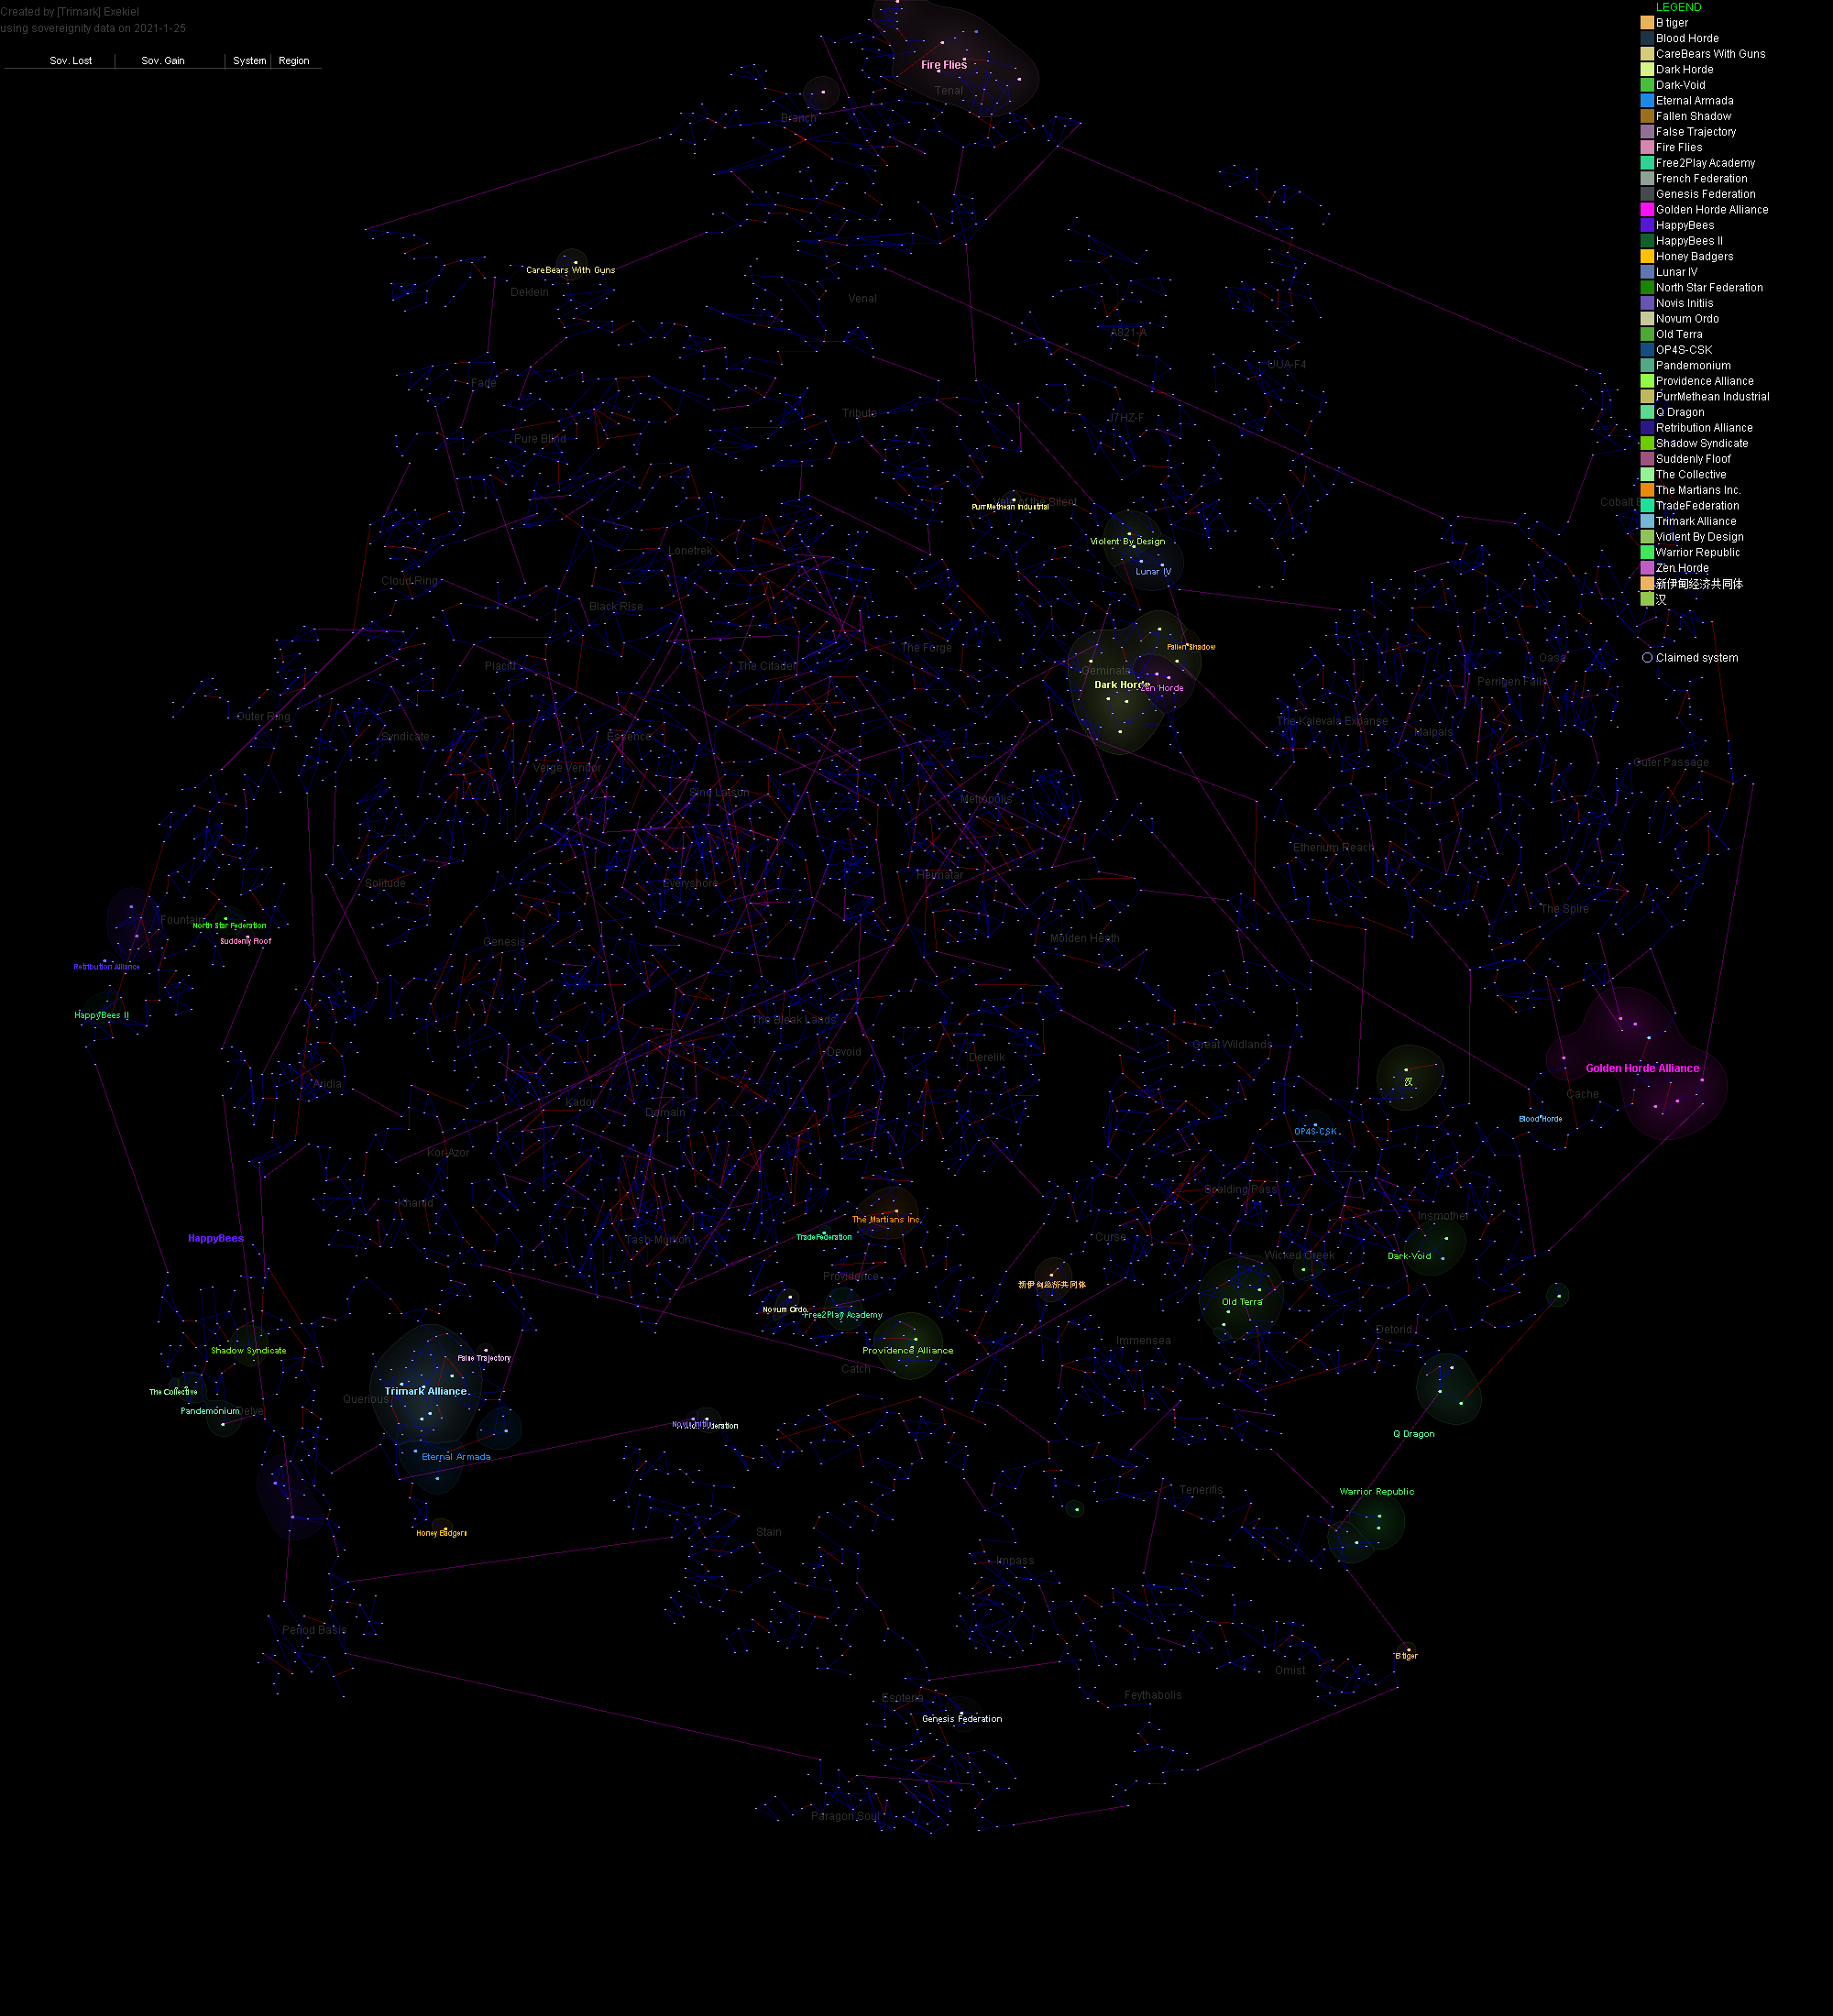 Created by [Trimark] Exekiel
using sovereignity data on 2021-1-25
Sov. Lost Sov. Gain System Region
LEGEND
B tiger
Blood Horde
CareBears With Guns
Dark Horde
Dark-Void
Eternal Armada
Fallen Shadow
False Trajectory
Fire Flies
Free2Play Academy
French Federation
Genesis Federation
Golden Horde Alliance
HappyBees
HappyBees II
Honey Badgers
Lunar IV
North Star Federation
Novis Initiis
Novum Ordo
Old Terra
OP4S-CSK
Pandemonium
Providence Alliance
PurrMethean Industrial
Q Dragon
Retribution Alliance
Shadow Syndicate
Suddenly Floof
The Collective
The Martians Inc.
TradeFederation
Trimark Alliance
Violent By Design
Warrior Republic
Zen Horde
新伊甸经济共同体
汉
Claimed system
Fire Flies
Tenal
Branch
CareBears With Guns
Deklein
Venal
A821-A
UUA-F4
Fade
Tribute
J7HZ-F
Pure Blind
Vale of the Silent
PurrMethean Industrial
Cobalt
Violent By Design
Lonetrek
Lunar IV
Cloud Ring
Black Rise
The Forge
Fallen Shadow
Oasa
Placid
The Citadel
Geminate
Dark Horde
Zen Horde
Perrigen Falls
Outer Ring
The Kalevala Expanse
Syndicate
Essence
Malpais
Verge Vendor
Outer Passage
Sinq Laison
Metropolis
Etherium Reach
Solitude
Everyshore
Heimatar
The Spire
Fountain
North Star Federation
Suddenly Floof
Genesis
Molden Heath
Retribution Alliance
HappyBees II
The Bleak Lands
Great Wildlands
Devoid
Derelik
Golden Horde Alliance
Aridia
汉
Cache
Kador
Domain
Blood Horde
OP4S-CSK
Kor-Azor
Scalding Pass
Khanid
Insmother
The Martians Inc.
HappyBees
Tash-Murkon
TradeFederation
Curse
Wicked Creek
Dark-Void
Providence
新伊甸经济共同体
Old Terra
Novum Ordo
Free2Play Academy
Detorid
Immensea
Shadow Syndicate
Providence Alliance
False Trajectory
Catch
The Collective
Trimark Alliance
Querious
Pandemonium
Delve
Q Dragon
Eternal Armada
Tenerifis
Warrior Republic
Honey Badgers
Stain
Impass
Period Basis
B tiger
Omist
Feythabolis
Esoteria
Genesis Federation
Paragon Soul